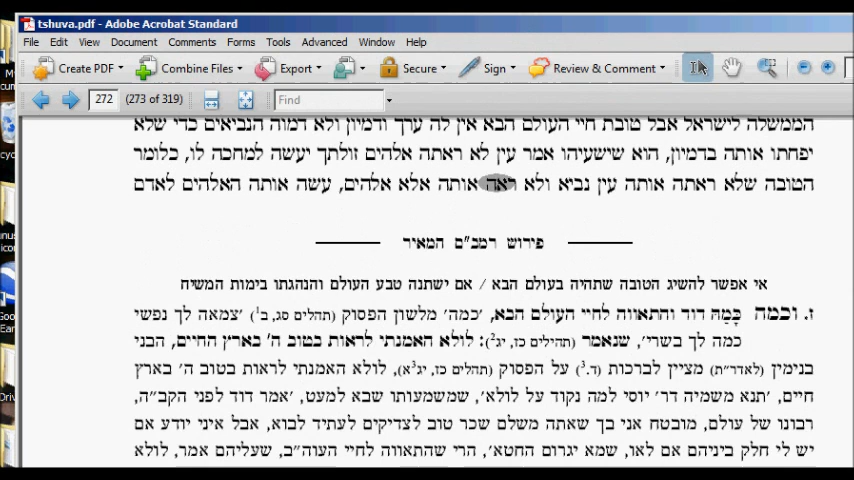 tshuva.pdf - Adobe Acrobat Standard
File Edit View Document Comments Forms Tools Advanced Window Help
Create PDF Combine Files Export Secure Sign Review & Comment
272 (273 of 319) Find
הממשלה לישראל אבל טובת חיי העולם הבא אין לה ערך ודמיון ולא דמוה הנביאים כדי שלא
יפחתו אותה בדמיון, הוא שישעיהו אמר עין לא ראתה אלהים זולתך יעשה למחכה לו, כלומר
הטובה שלא ראתה אותה עין נביא ולא ראה אותה אלא אלהים, עשה אותה האלהים לאדם
פירוש רמב"ם המאיר
אי אפשר להשיג הטובה שתהיה בעולם הבא / אם ישתנה טבע העולם והנהגתו בימות המשיח
ז. וכמה כָּמַהּ דוד והתאווה לחיי העולם הבא, 'כמה' מלשון הפסוק (תהלים סג, ב1) 'צמאה לך נפשי
כמה לך בשרי', שנאמר (תהילים כז, יג2): לולא האמנתי לראות בטוב ה' בארץ החיים, הבני
בנימין (לאדר"ת) מציין לברכות (ד.3) על הפסוק (תהלים כז, יג3א), לולא האמנתי לראות בטוב ה' בארץ
חיים, 'תנא משמיה דר' יוסי למה נקוד על לולא', שמשמעותו שבא למעט, 'אמר דוד לפני הקב"ה,
רבונו של עולם, מובטח אני בך שאתה משלם שכר טוב לצדיקים לעתיד לבוא, אבל איני יודע אם
יש לי חלק ביניהם אם לאו, שמא יגרום החטא', הרי שהתאווה לחיי העוה"ב, שעליהם אמר, לולא